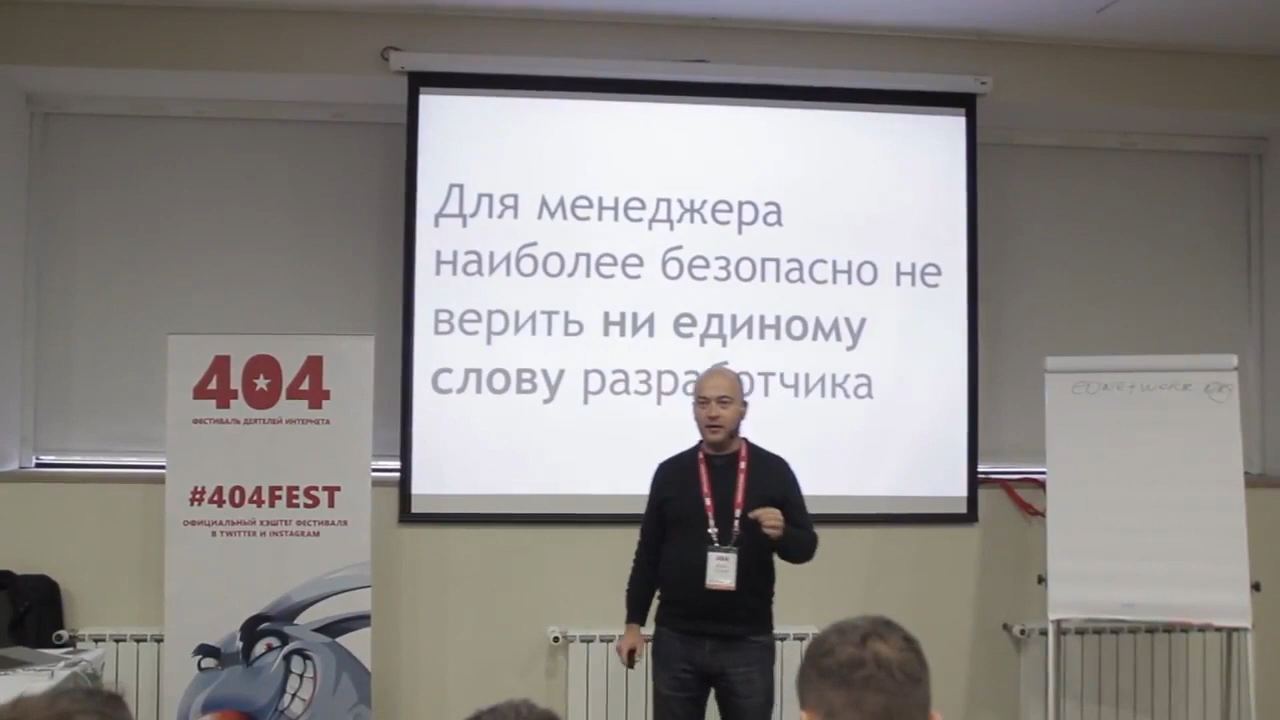 Для менеджера
наиболее безопасно не
верить ни единому
слову разработчика
404
ФЕСТИВАЛЬ ДЕЯТЕЛЕЙ ИНТЕРНЕТА
#404FEST
ОФИЦИАЛЬНЫЙ ХЭШТЕГ ФЕСТИВАЛЯ
В TWITTER И INSTAGRAM